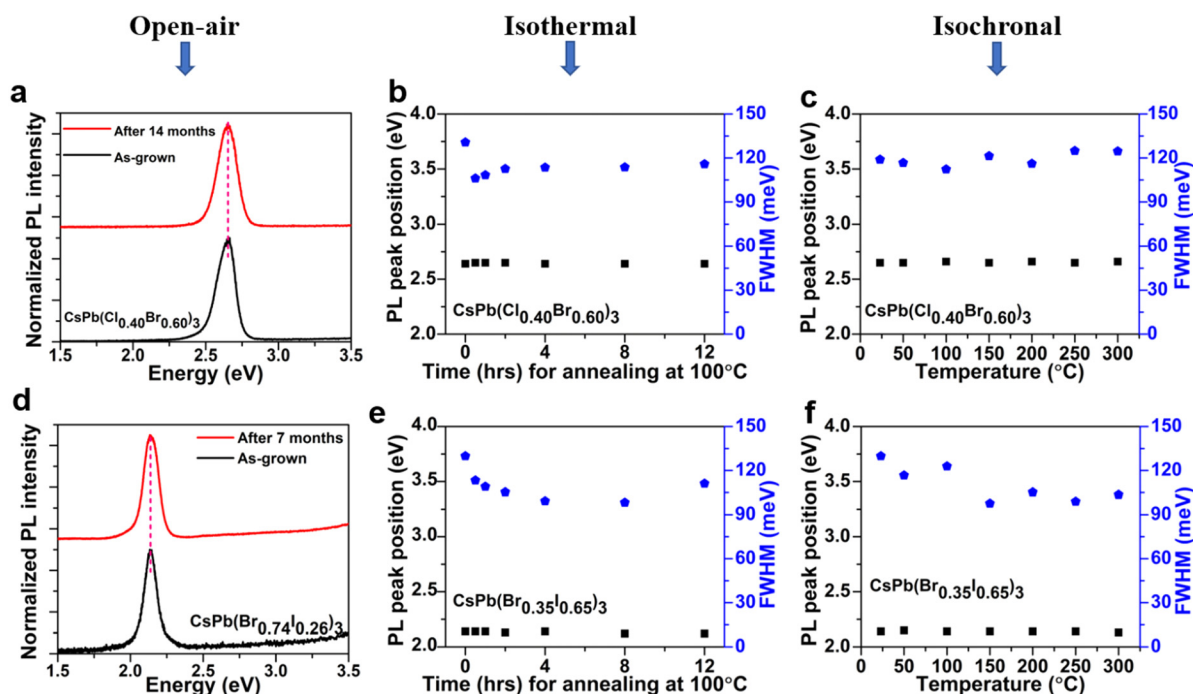 Open-air
Isothermal
Isochronal
a
Normalized PL intensity
After 14 months
As-grown
CsPb(Cl0.40Br0.60)3
1.5 2.0 2.5 3.0 3.5
Energy (eV)
b
PL peak position (eV)
4.0
3.5
3.0
2.5
2.0
CsPb(Cl0.40Br0.60)3
150
120
90
60
30
0
FWHM (meV)
0 2 4 6 8 10 12
Time (hrs) for annealing at 100°C
c
PL peak position (eV)
4.0
3.5
3.0
2.5
2.0
CsPb(Cl0.40Br0.60)3
150
120
90
60
30
0
FWHM (meV)
0 50 100 150 200 250 300
Temperature (°C)
d
Normalized PL intensity
After 7 months
As-grown
CsPb(Br0.74I0.26)3
1.5 2.0 2.5 3.0 3.5
Energy (eV)
e
PL peak position (eV)
4.0
3.5
3.0
2.5
2.0
CsPb(Br0.35I0.65)3
150
120
90
60
30
0
FWHM (meV)
0 2 4 6 8 10 12
Time (hrs) for annealing at 100°C
f
PL peak position (eV)
4.0
3.5
3.0
2.5
2.0
CsPb(Br0.35I0.65)3
150
120
90
60
30
0
FWHM (meV)
0 50 100 150 200 250 300
Temperature (°C)